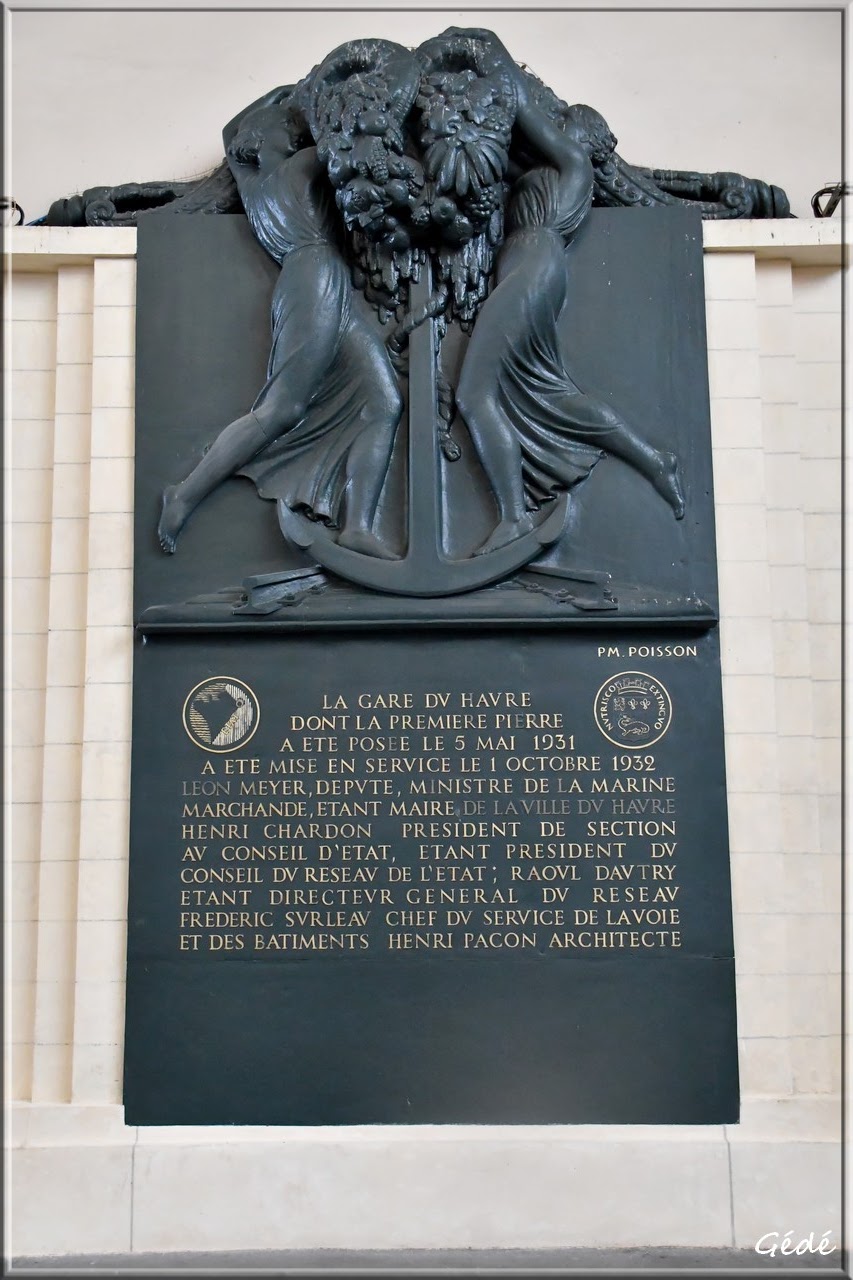 PM. POISSON
NVTRISCO EXTINGVO
LA GARE DV HAVRE
DONT LA PREMIERE PIERRE
A ETE POSEE LE 5 MAI 1931
A ETE MISE EN SERVICE LE 1 OCTOBRE 1932
LEON MEYER, DEPVTE, MINISTRE DE LA MARINE
MARCHANDE, ETANT MAIRE DE LA VILLE DV HAVRE
HENRI CHARDON PRESIDENT DE SECTION
AV CONSEIL D'ETAT, ETANT PRESIDENT DV
CONSEIL DV RESEAV DE L'ETAT; RAOVL DAVTRY
ETANT DIRECTEVR GENERAL DV RESEAV
FREDERIC SVRLEAV CHEF DV SERVICE DE LA VOIE
ET DES BATIMENTS HENRI PACON ARCHITECTE
Gédé